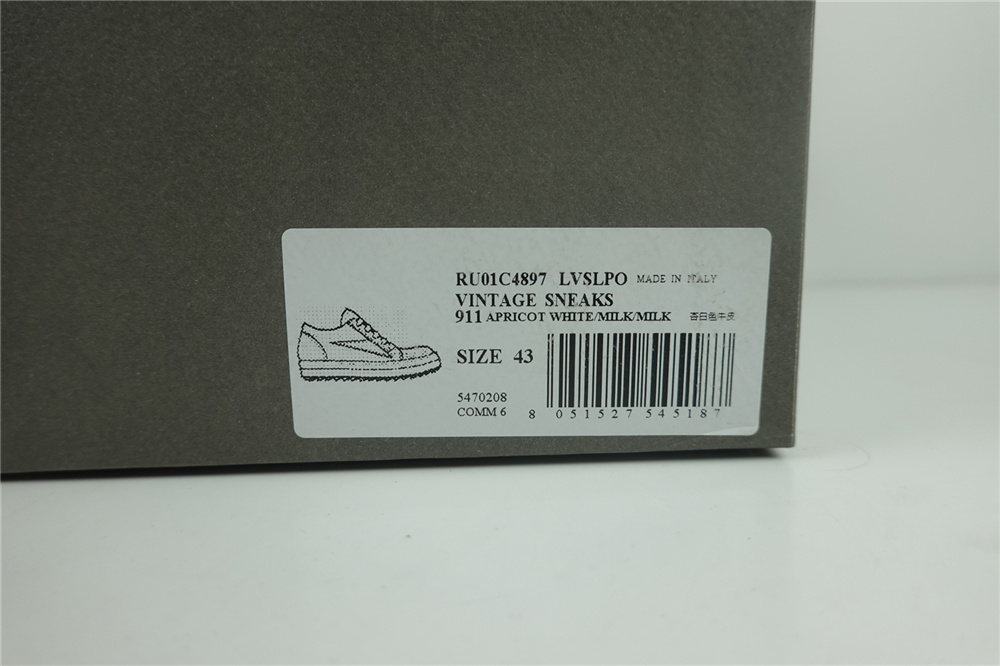 RU01C4897 LVSLPO MADE IN ITALY
VINTAGE SNEAKS
911 APRICOT WHITE/MILK/MILK 杏白色牛皮
SIZE 43
5470208
COMM 6
8 051527 545187